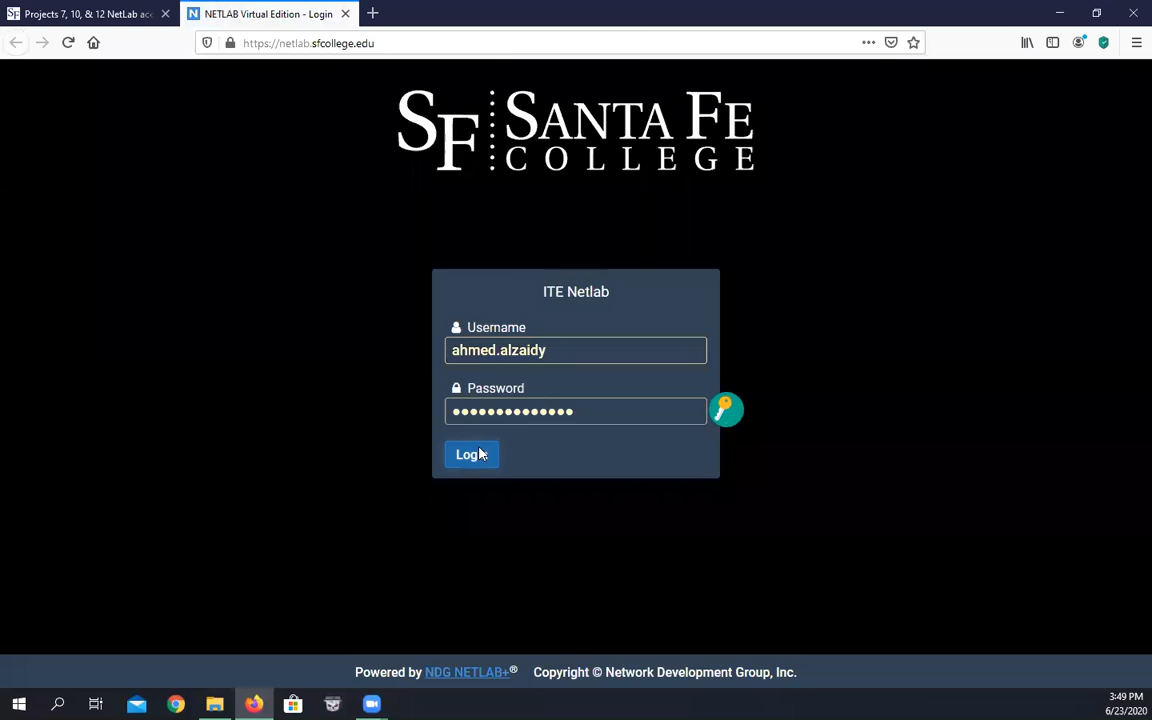 SF Projects 7, 10, & 12 NetLab acc
N NETLAB Virtual Edition - Login
https://netlab.sfcollege.edu
SF SANTA FE
COLLEGE
ITE Netlab
Username
ahmed.alzaidy
Password
Log
Powered by NDG NETLAB+® Copyright © Network Development Group, Inc.
3:49 PM
6/23/2020